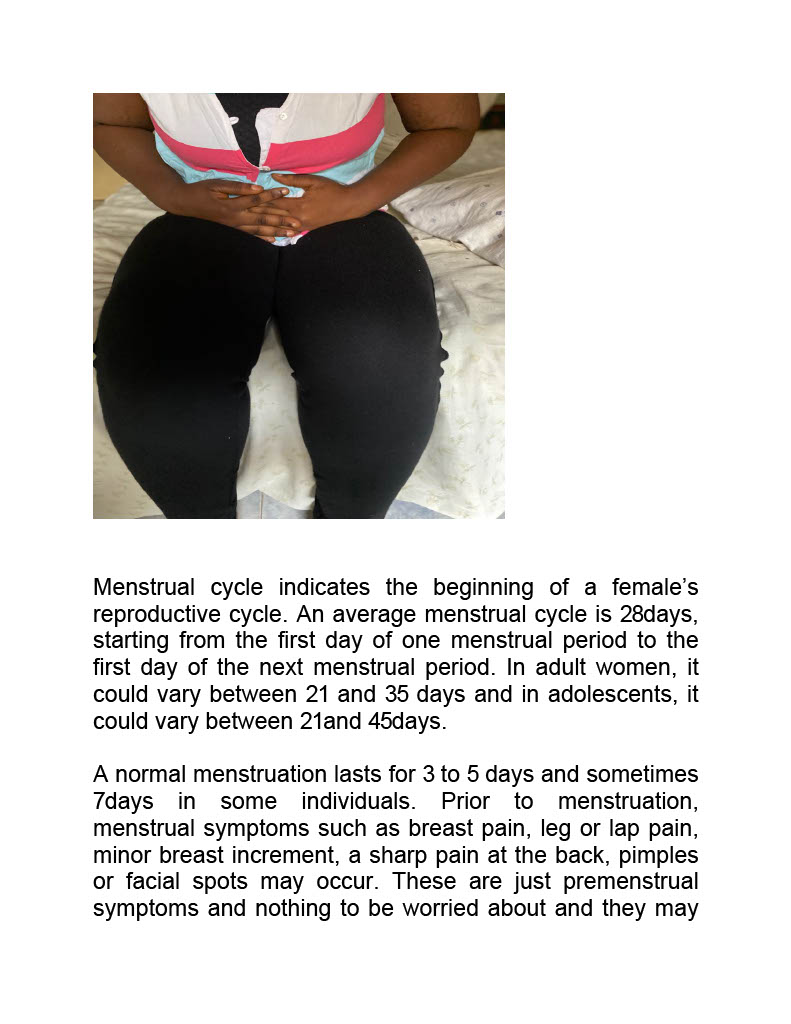 Menstrual cycle indicates the beginning of a female’s
reproductive cycle. An average menstrual cycle is 28days,
starting from the first day of one menstrual period to the
first day of the next menstrual period. In adult women, it
could vary between 21 and 35 days and in adolescents, it
could vary between 21and 45days.
A normal menstruation lasts for 3 to 5 days and sometimes
7days in some individuals. Prior to menstruation,
menstrual symptoms such as breast pain, leg or lap pain,
minor breast increment, a sharp pain at the back, pimples
or facial spots may occur. These are just premenstrual
symptoms and nothing to be worried about and they may